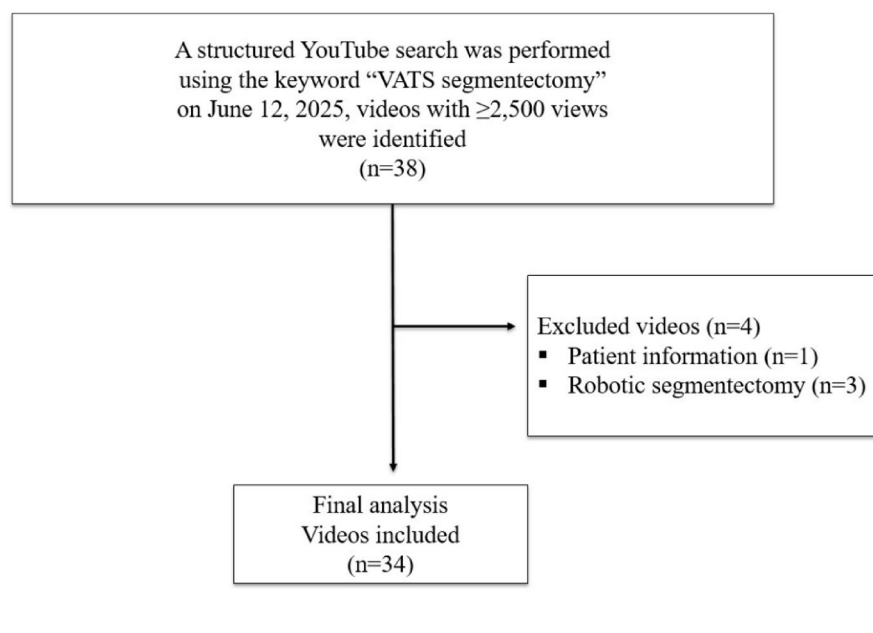 A structured YouTube search was performed
using the keyword “VATS segmentectomy”
on June 12, 2025, videos with ≥2,500 views
were identified
(n=38)
Excluded videos (n=4)
▪ Patient information (n=1)
▪ Robotic segmentectomy (n=3)
Final analysis
Videos included
(n=34)